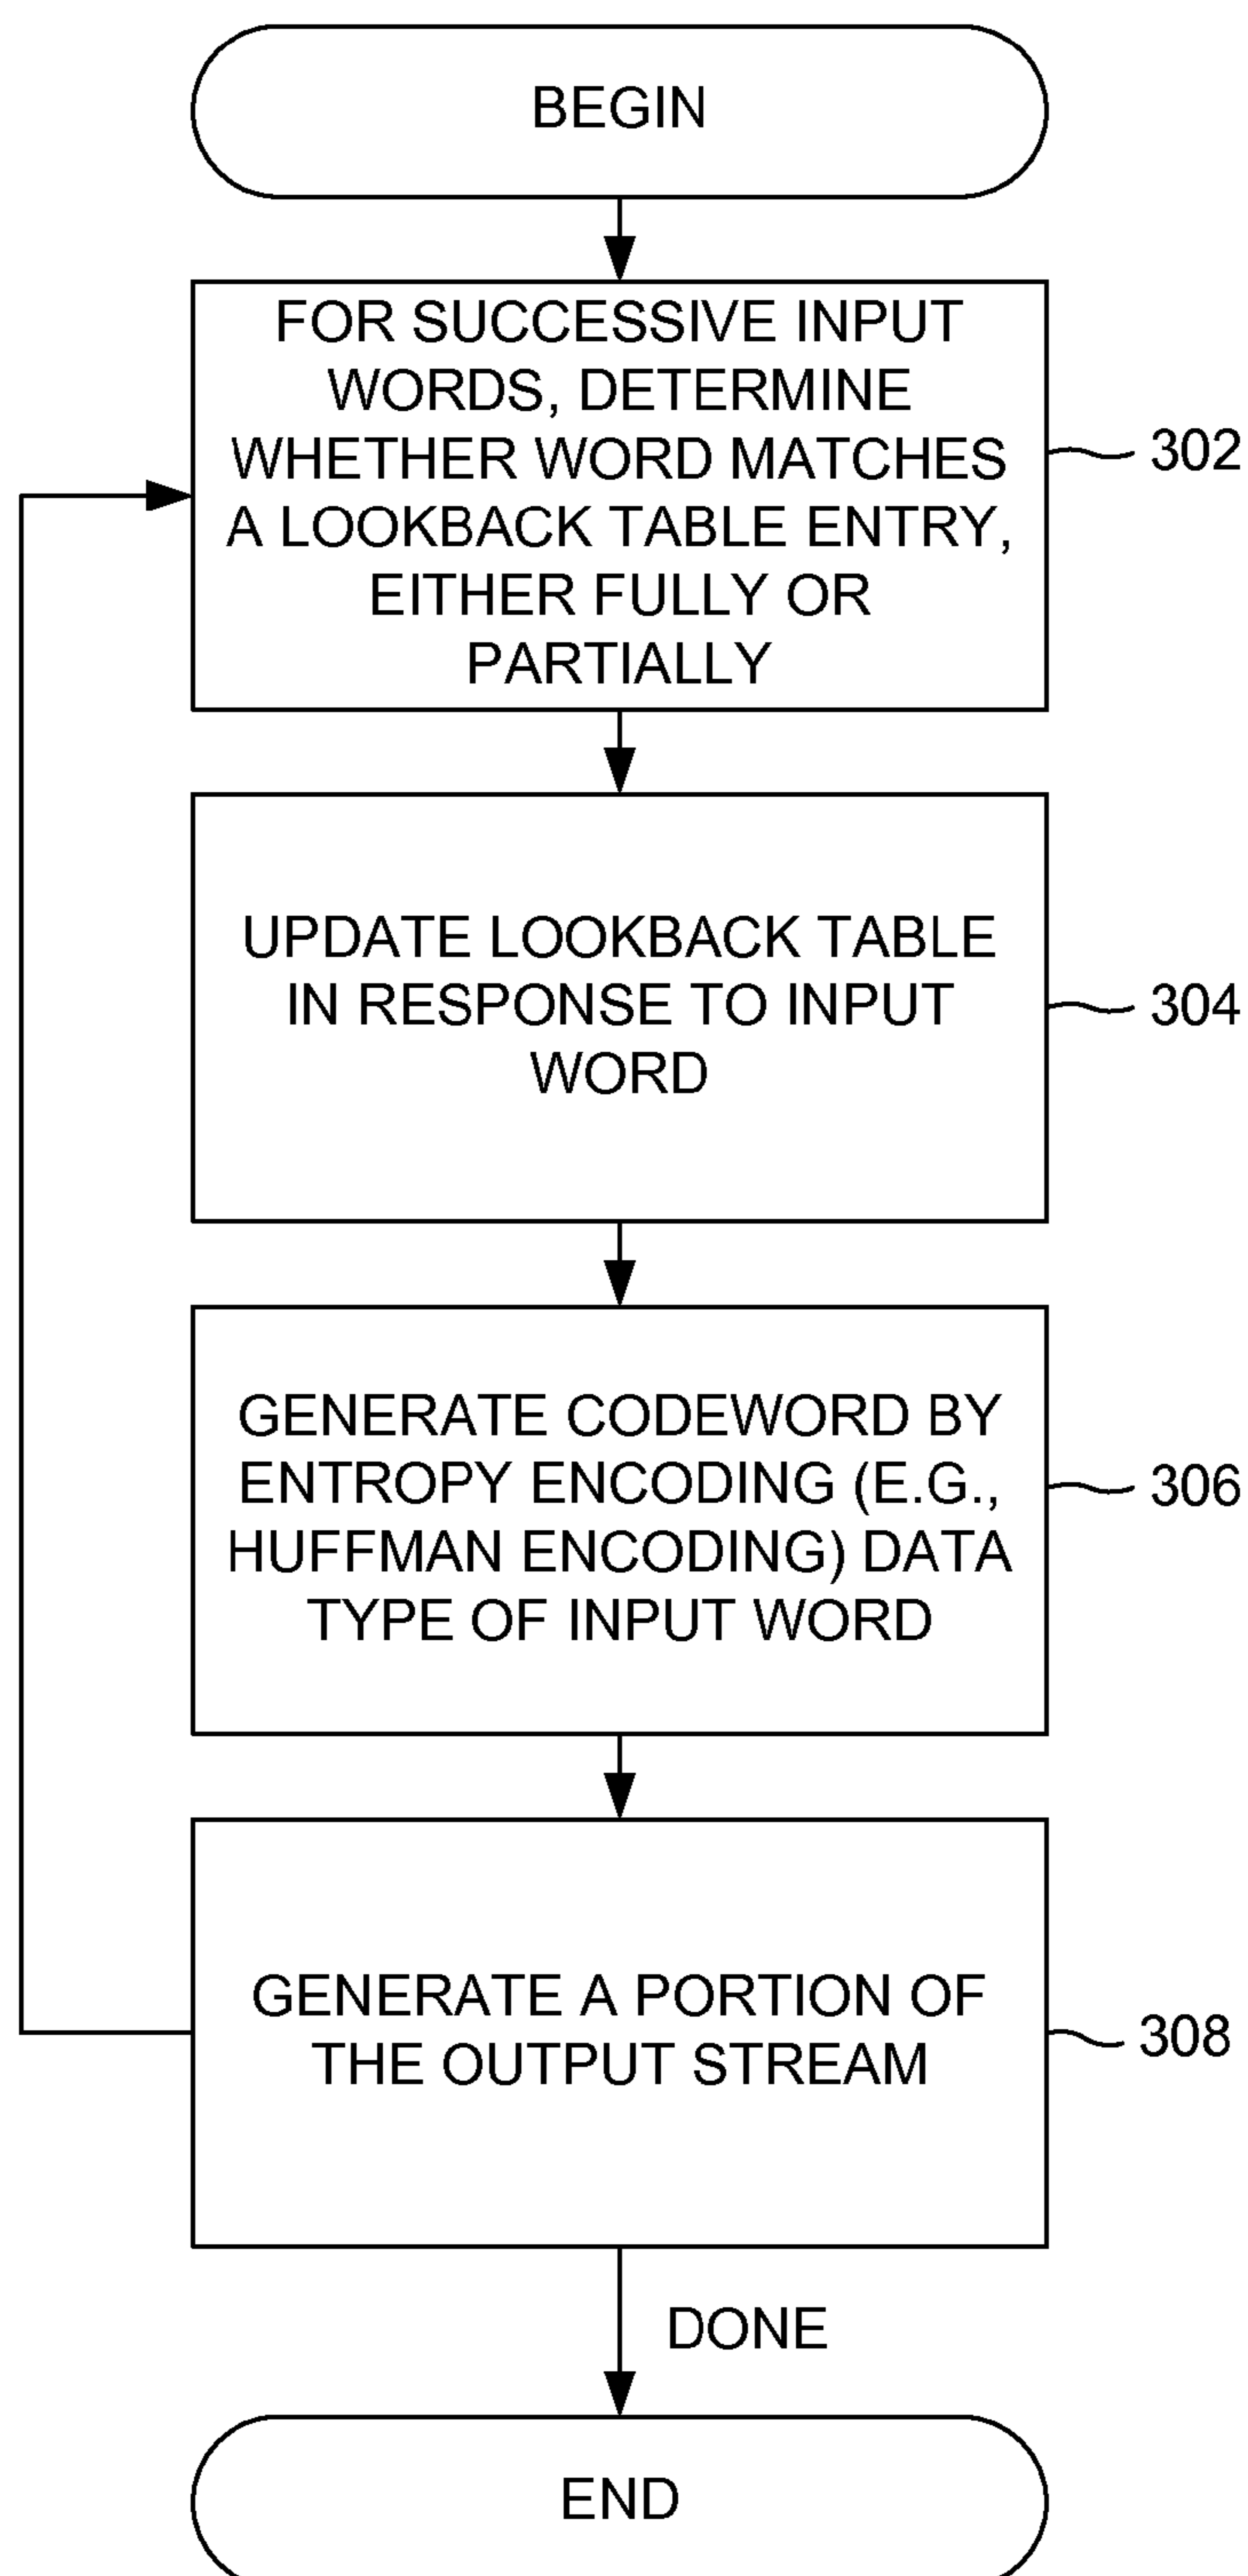 BEGIN
FOR SUCCESSIVE INPUT
WORDS, DETERMINE
WHETHER WORD MATCHES
A LOOKBACK TABLE ENTRY,
EITHER FULLY OR
PARTIALLY
302
UPDATE LOOKBACK TABLE
IN RESPONSE TO INPUT
WORD
304
GENERATE CODEWORD BY
ENTROPY ENCODING (E.G.,
HUFFMAN ENCODING) DATA
TYPE OF INPUT WORD
306
GENERATE A PORTION OF
THE OUTPUT STREAM
308
DONE
END